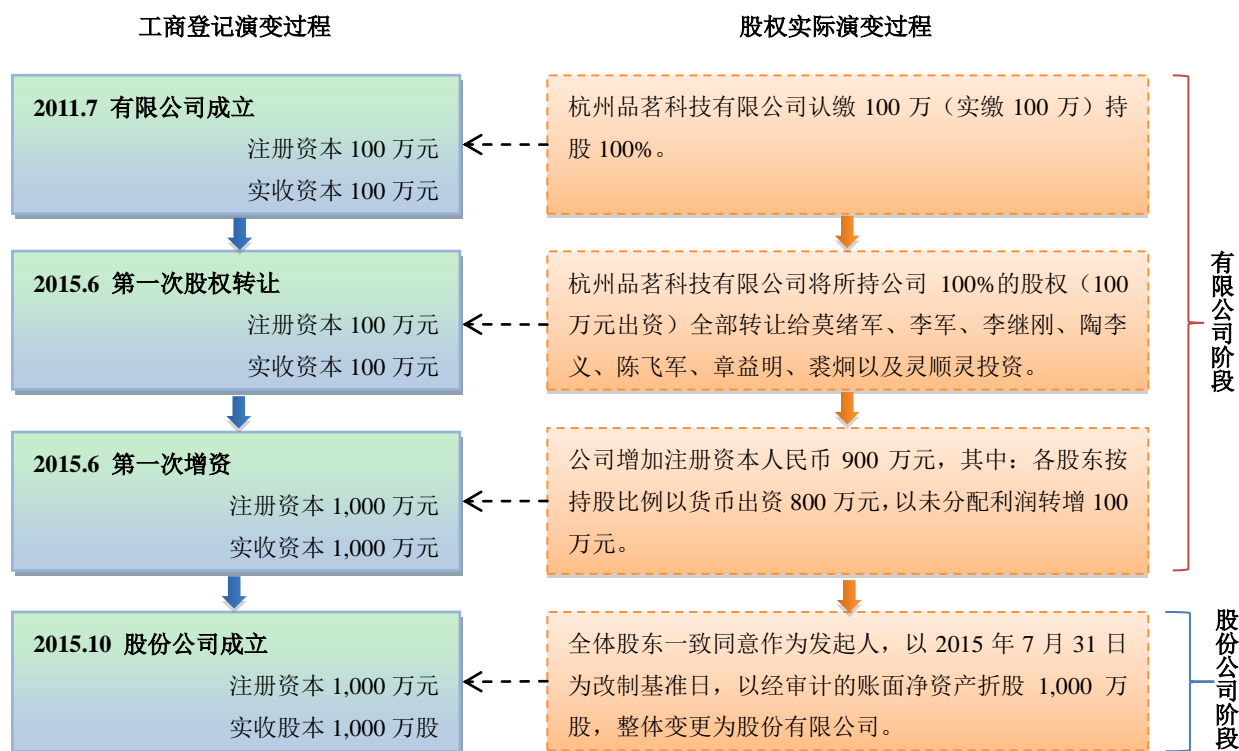 工商登记演变过程
股权实际演变过程
2011.7 有限公司成立
注册资本 100 万元
实收资本 100 万元
杭州品茗科技有限公司认缴 100 万（实缴 100 万）持
股 100%。
2015.6 第一次股权转让
注册资本 100 万元
实收资本 100 万元
杭州品茗科技有限公司将所持公司 100%的股权（100
万元出资）全部转让给莫绪军、李军、李继刚、陶李
义、陈飞军、章益明、裘炯以及灵顺灵投资。
2015.6 第一次增资
注册资本 1,000 万元
实收资本 1,000 万元
公司增加注册资本人民币 900 万元，其中：各股东按
持股比例以货币出资 800 万元，以未分配利润转增 100
万元。
有限公司阶段
2015.10 股份公司成立
注册资本 1,000 万元
实收股本 1,000 万股
全体股东一致同意作为发起人，以 2015 年 7 月 31 日
为改制基准日，以经审计的账面净资产折股 1,000 万
股，整体变更为股份有限公司。
股份公司阶段